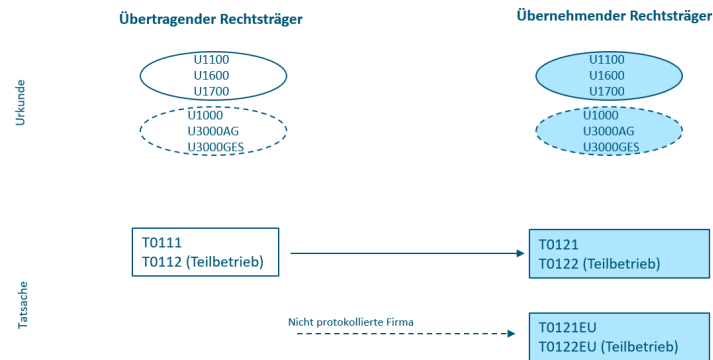 Übertragender Rechtsträger
Übernehmender Rechtsträger
Urkunde
U1100
U1600
U1700
U1000
U3000AG
U3000GES
U1100
U1600
U1700
U1000
U3000AG
U3000GES
Tatsache
T0111
T0112 (Teilbetrieb)
T0121
T0122 (Teilbetrieb)
Nicht protokollierte Firma
T0121EU
T0122EU (Teilbetrieb)